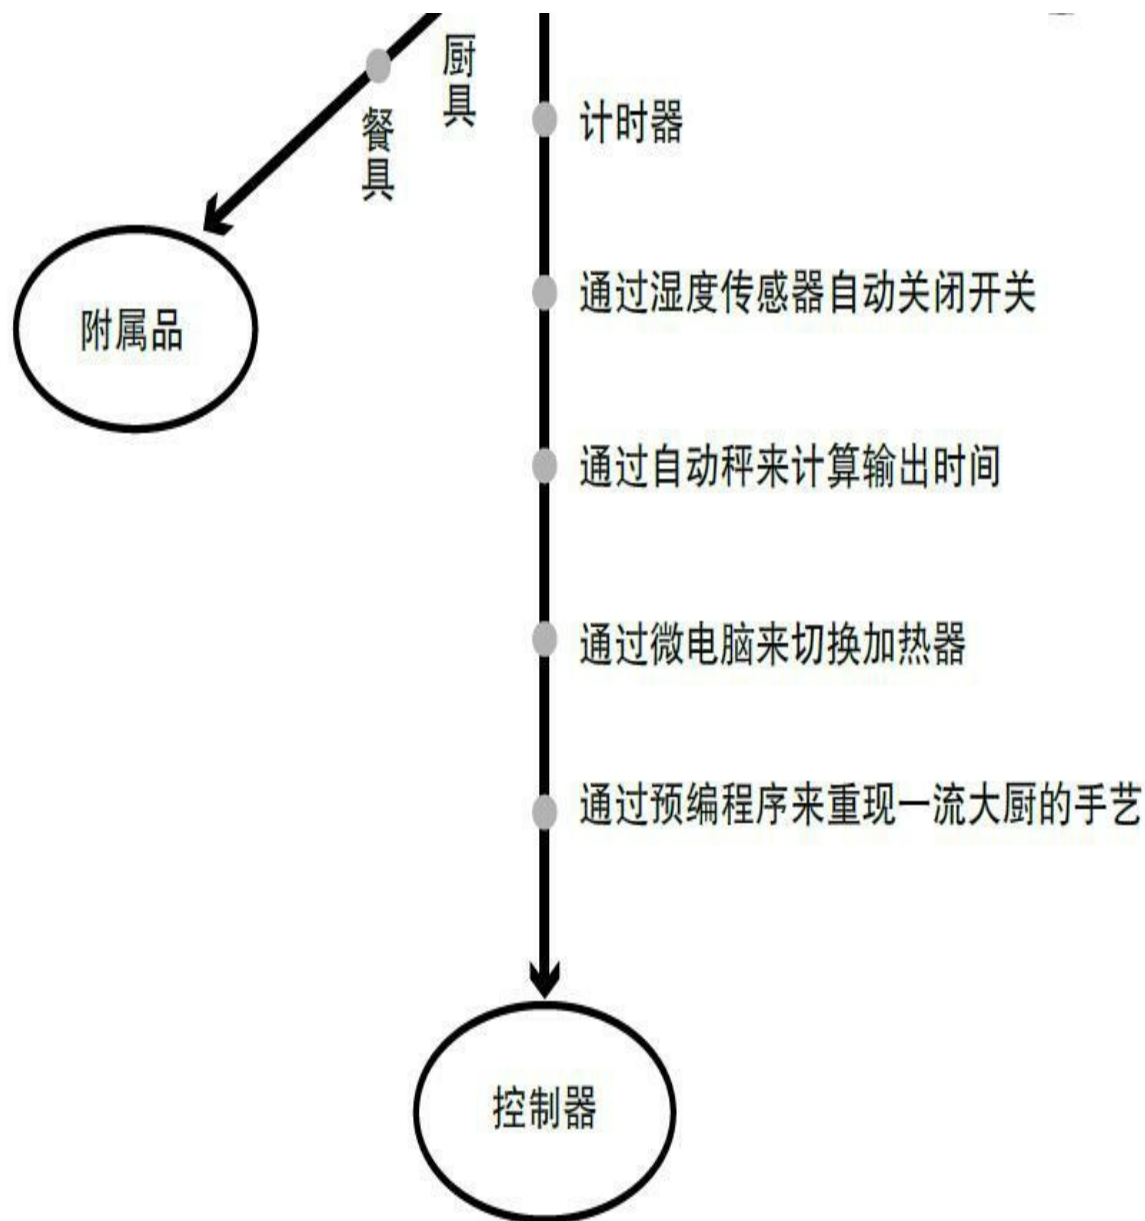 厨具
餐具
计时器
通过湿度传感器自动关闭开关
附属品
通过自动秤来计算输出时间
通过微电脑来切换加热器
通过预编程序来重现一流大厨的手艺
控制器